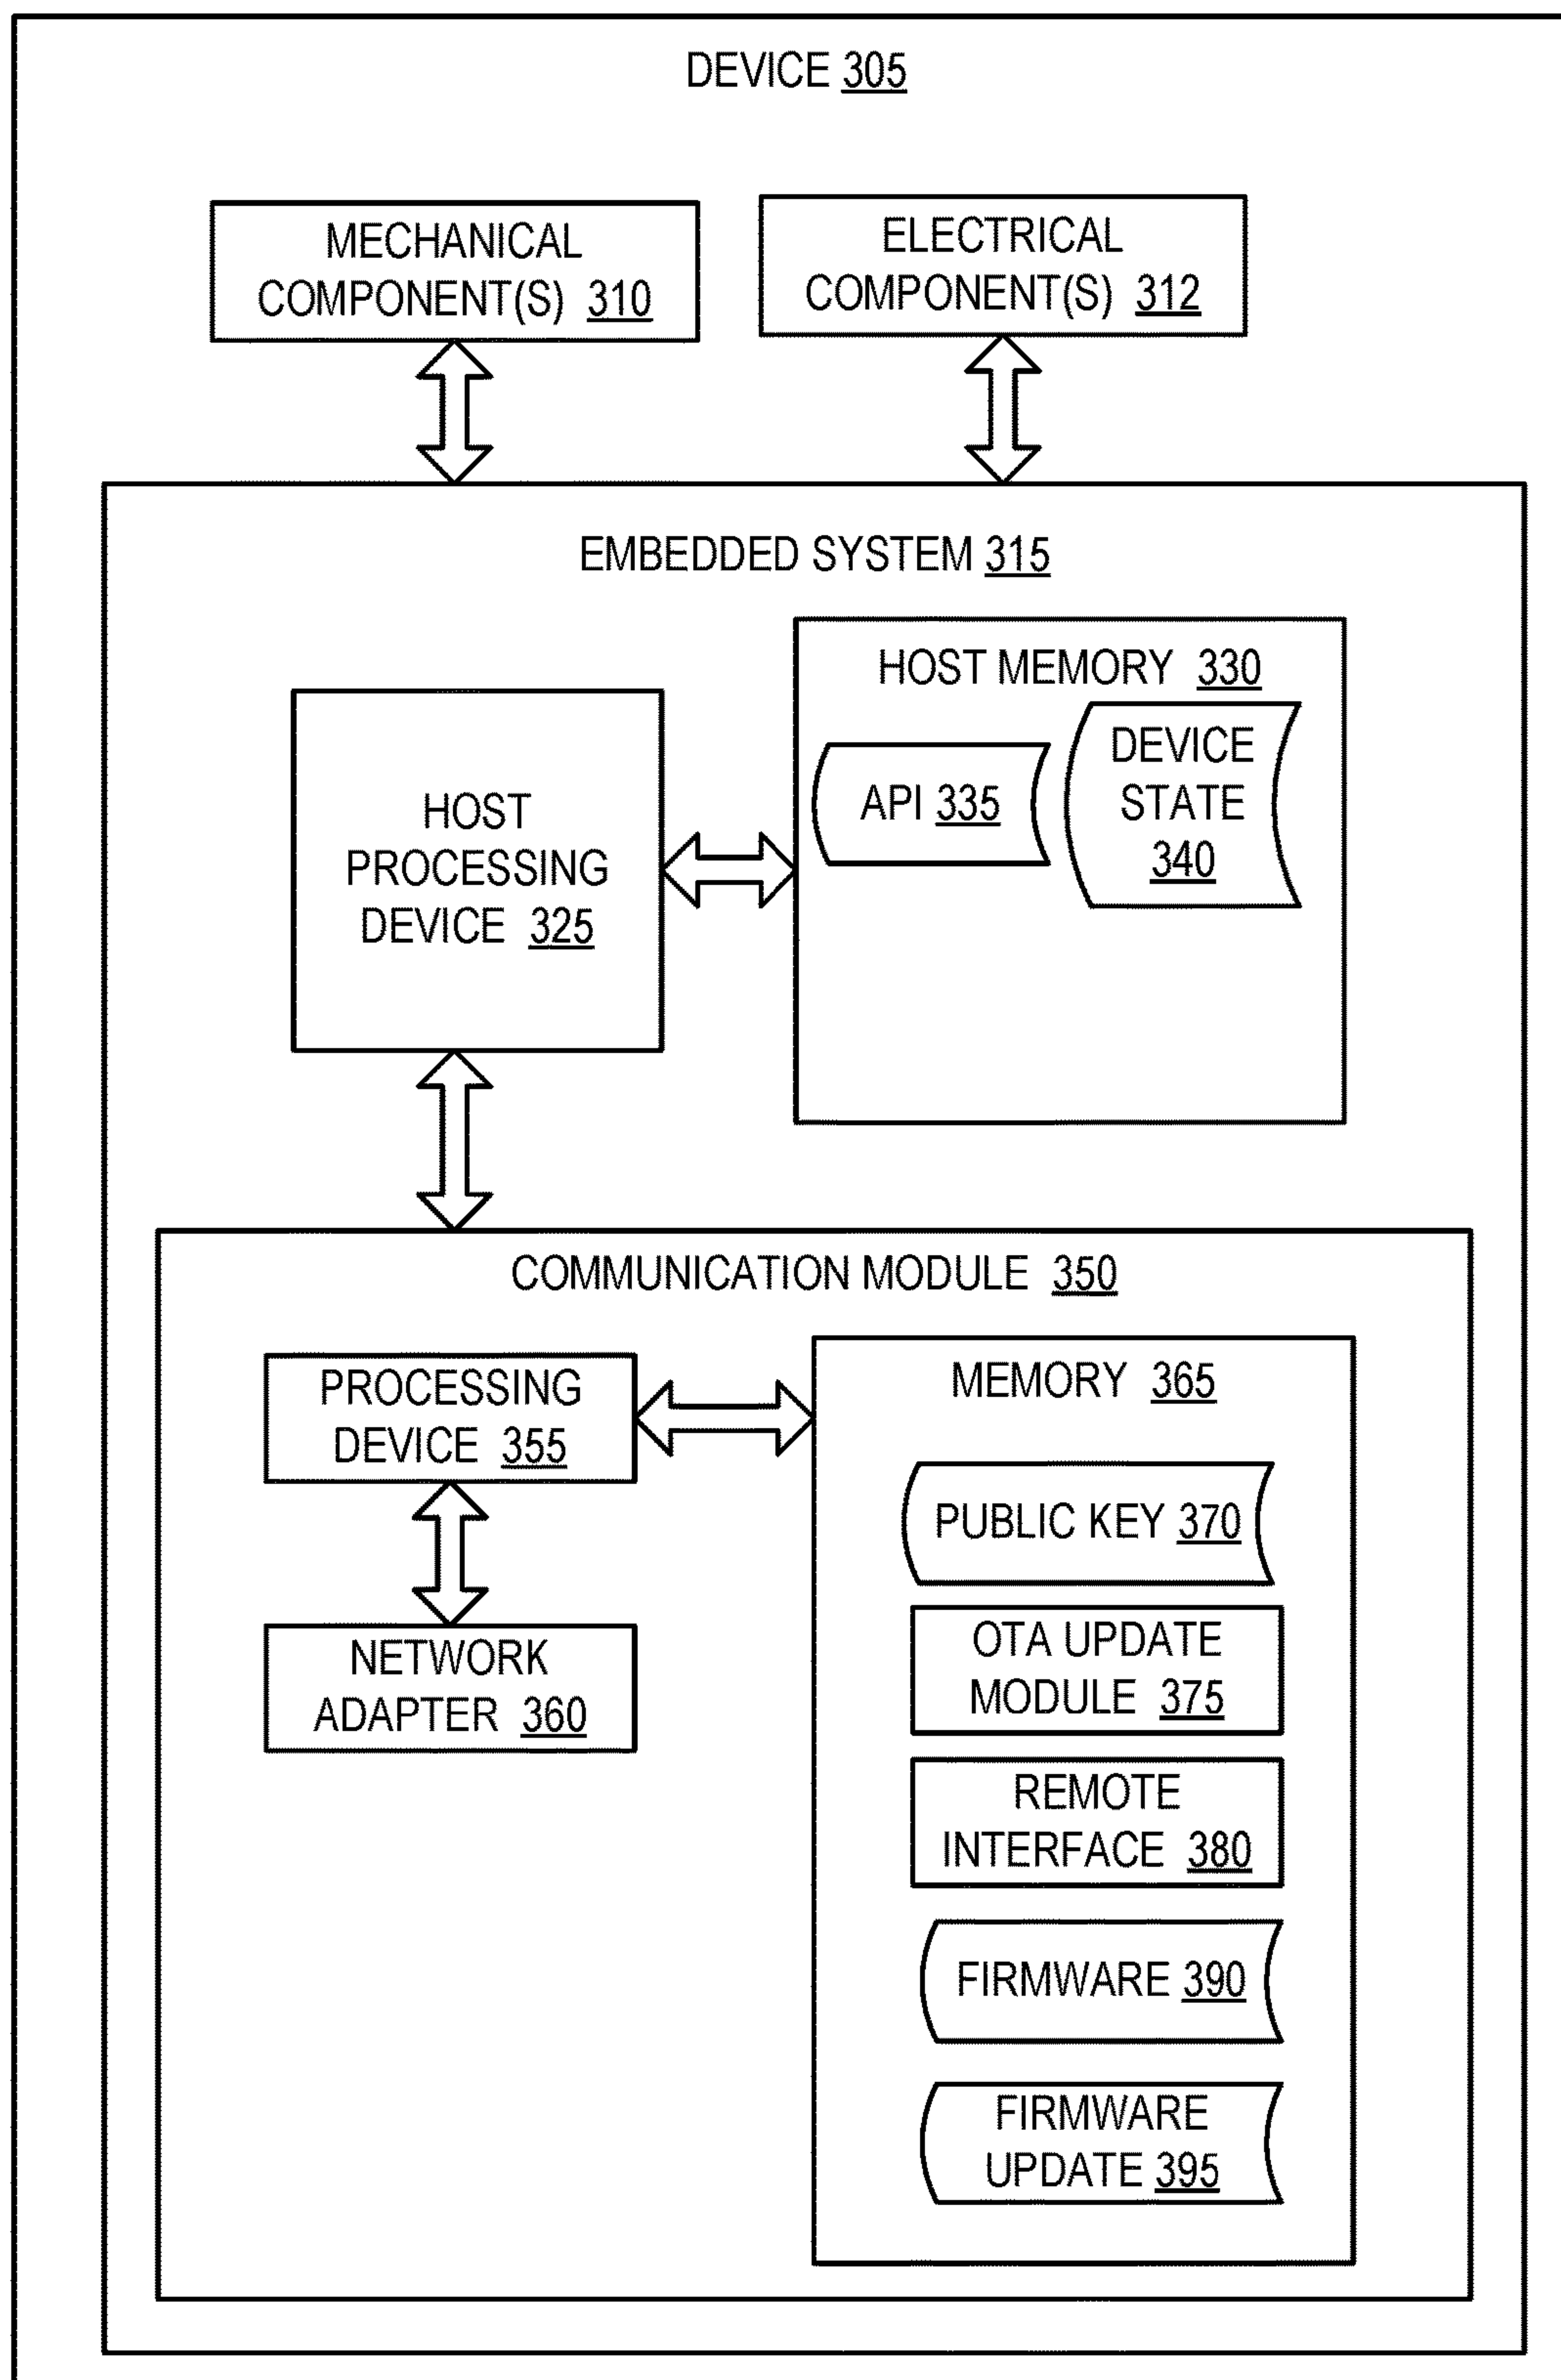 DEVICE 305
MECHANICAL
COMPONENT(S) 310
ELECTRICAL
COMPONENT(S) 312
EMBEDDED SYSTEM 315
HOST
PROCESSING
DEVICE 325
HOST MEMORY 330
API 335
DEVICE
STATE
340
COMMUNICATION MODULE 350
PROCESSING
DEVICE 355
NETWORK
ADAPTER 360
MEMORY 365
PUBLIC KEY 370
OTA UPDATE
MODULE 375
REMOTE
INTERFACE 380
FIRMWARE 390
FIRMWARE
UPDATE 395